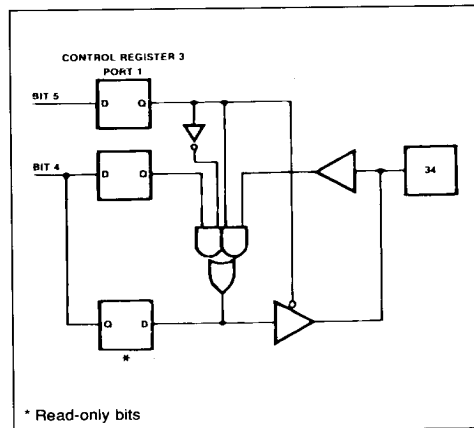 CONTROL REGISTER 3
PORT 1
BIT 5
D Q
BIT 4
D Q
34
Q D
*
* Read-only bits